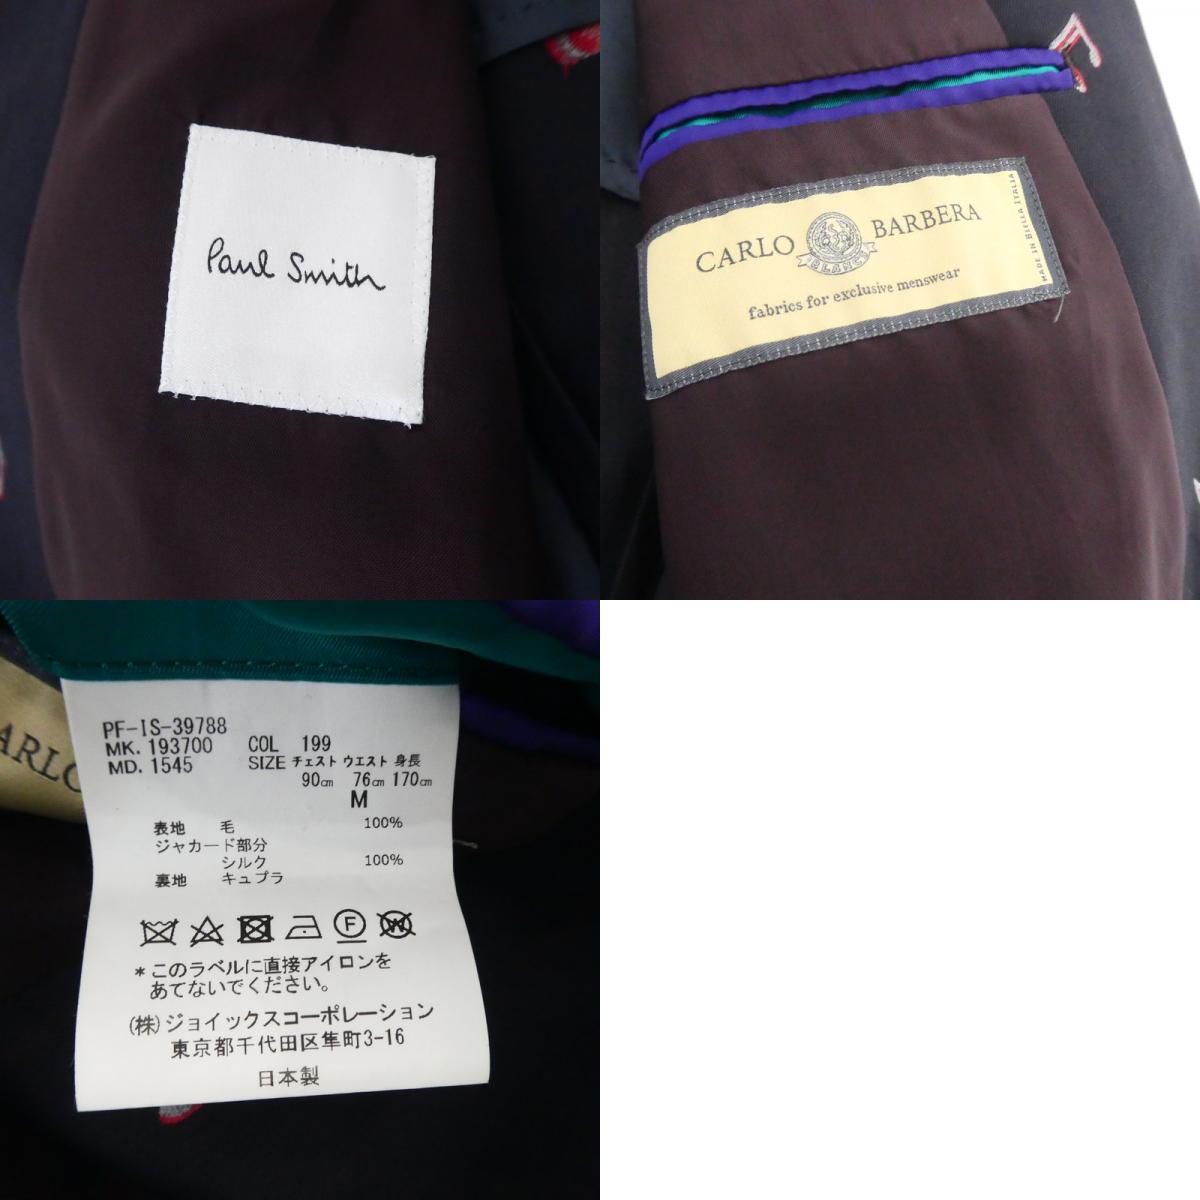 Paul Smith
CARLO BARBERA
BLANC
fabrics for exclusive menswear
MADE IN BIELLA ITALIA
ARLO
PF-IS-39788
MK. 193700 COL 199
MD. 1545 SIZE チェスト ウエスト 身長
90cm 76cm 170cm
M
表地 毛 100%
ジャカード部分
シルク 100%
裏地 キュプラ
F W
*このラベルに直接アイロンを
あてないでください。
(株)ジョイックスコーポレーション
東京都千代田区隼町3-16
日本製